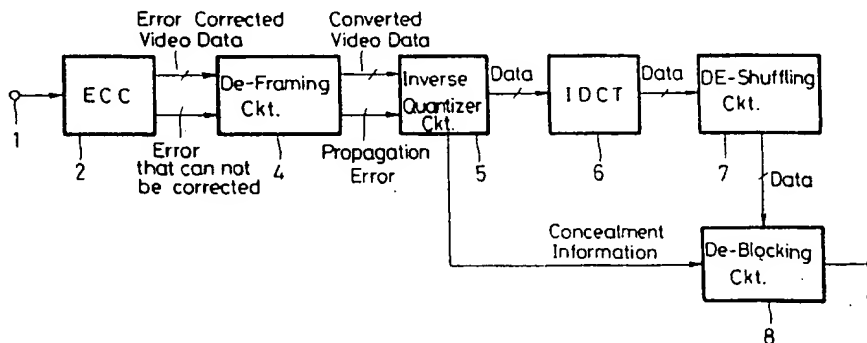 Error Corrected
Video Data
Converted
Video Data
ECC
De-Framing
Ckt.
Inverse
Quantizer
Ckt.
Data
IDCT
Data
DE-Shuffling
Ckt.
1
2
Error
that can not
be corrected
4
Propagation
Error
5
6
7
Data
Concealment
Information
De-Blocking
Ckt.
8